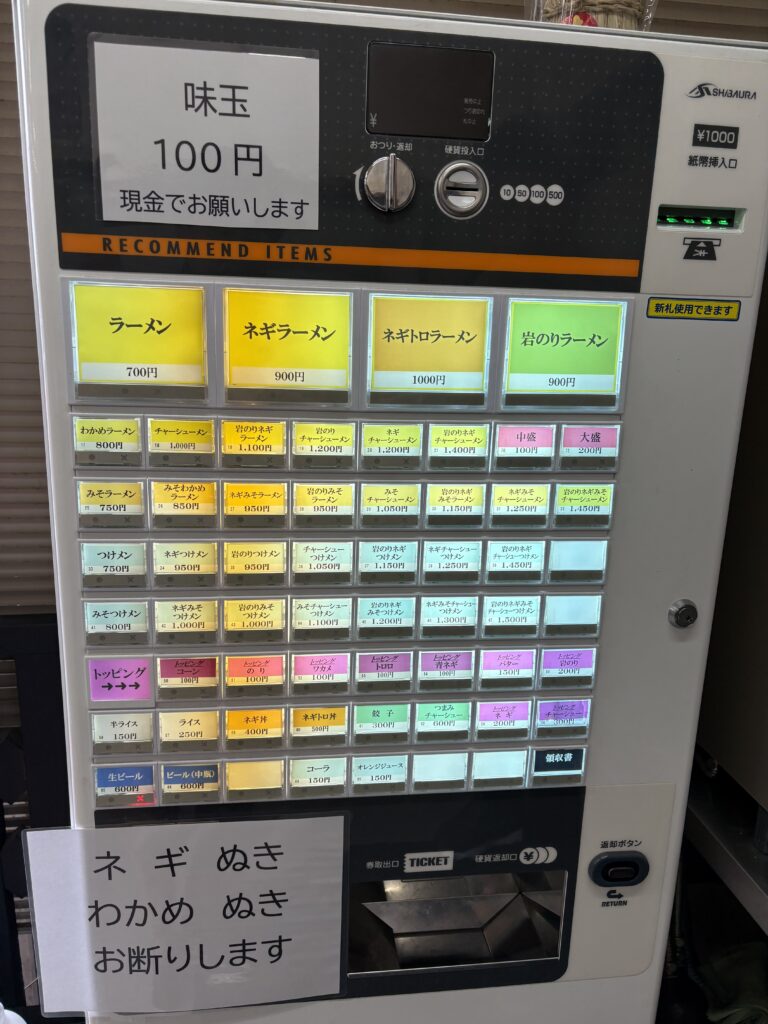 味玉
100円
現金でお願いします
¥
おつり・返却
硬貨投入口
10 50 100 500
SHIBAURA
¥1000
紙幣挿入口
新札使用できます
RECOMMEND ITEMS
ラーメン
700円
ネギラーメン
900円
ネギトロラーメン
1000円
岩のりラーメン
900円
わかめラーメン
800円
チャーシューメン
1,000円
岩のりネギ
ラーメン
1,100円
岩のり
チャーシューメン
1,200円
ネギ
チャーシューメン
1,200円
岩のりネギ
チャーシューメン
1,400円
中盛
100円
大盛
200円
みそラーメン
750円
みそわかめ
ラーメン
850円
ネギみそラーメン
950円
岩のりみそ
ラーメン
950円
みそ
チャーシューメン
1,050円
岩のりネギ
みそラーメン
1,150円
ネギみそ
チャーシューメン
1,250円
岩のりネギみそ
チャーシューメン
1,450円
つけメン
750円
ネギつけメン
950円
岩のりつけメン
950円
チャーシュー
つけメン
1,050円
岩のりネギ
つけメン
1,150円
ネギチャーシュー
つけメン
1,250円
岩のりネギ
チャーシューつけメン
1,450円
みそつけメン
800円
ネギみそ
つけメン
1,000円
岩のりみそ
つけメン
1,000円
みそチャーシュー
つけメン
1,100円
岩のりネギ
みそつけメン
1,200円
ネギみそチャーシュー
つけメン
1,300円
岩のりネギみそ
チャーシューつけメン
1,500円
トッピング
→→→
トッピング
コーン
100円
トッピング
のり
100円
トッピング
ワカメ
100円
トッピング
トロロ
100円
トッピング
青ネギ
100円
トッピング
バター
150円
トッピング
岩のり
200円
半ライス
150円
ライス
250円
ネギ丼
400円
ネギトロ丼
500円
餃子
300円
つまみ
チャーシュー
600円
トッピング
ネギ
200円
トッピング
チャーシュー
300円
生ビール
600円
ビール(中瓶)
600円
コーラ
150円
オレンジジュース
150円
領収書
ネギ ぬき
わかめ ぬき
お断りします
券取出口 TICKET 硬貨返却口 ¥
返却ボタン
RETURN